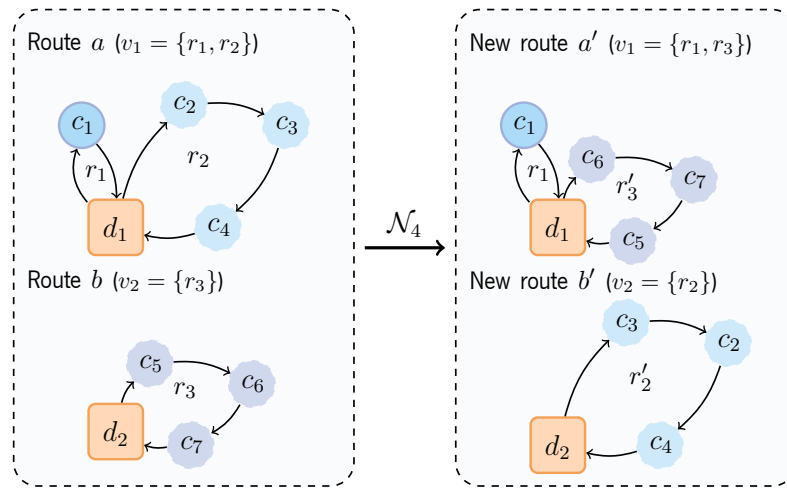 Route a (v₁ = {r₁, r₂})
c₁
c₂
c₃
r₁
r₂
d₁
c₄
Route b (v₂ = {r₃})
c₅
r₃
c₆
d₂
c₇
𝒩₄
New route a′ (v₁ = {r₁, r₃})
c₁
c₆
r₁
r′₃
c₇
d₁
c₅
New route b′ (v₂ = {r₂})
c₃
c₂
r′₂
d₂
c₄